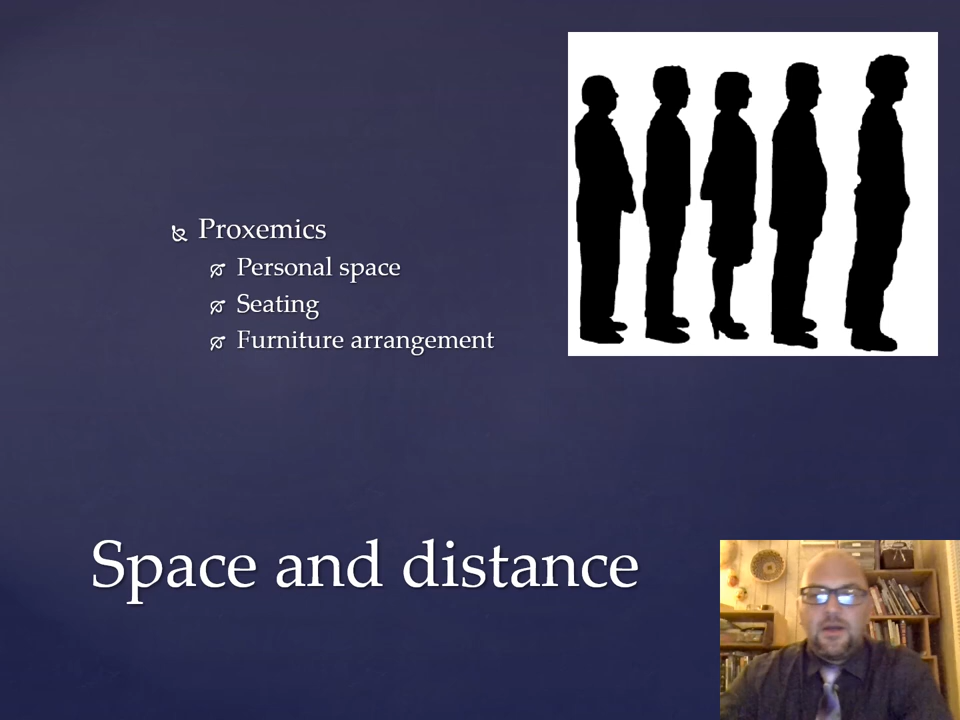 Proxemics
Personal space
Seating
Furniture arrangement
Space and distance